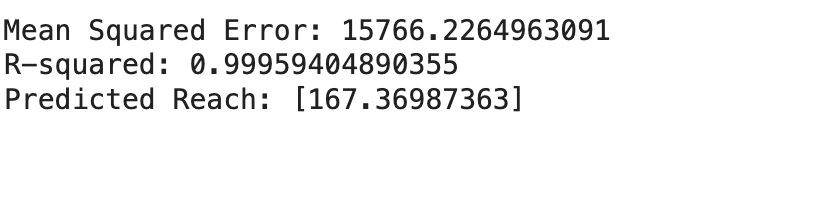 Mean Squared Error: 15766.2264963091
R-squared: 0.99959404890355
Predicted Reach: [167.36987363]